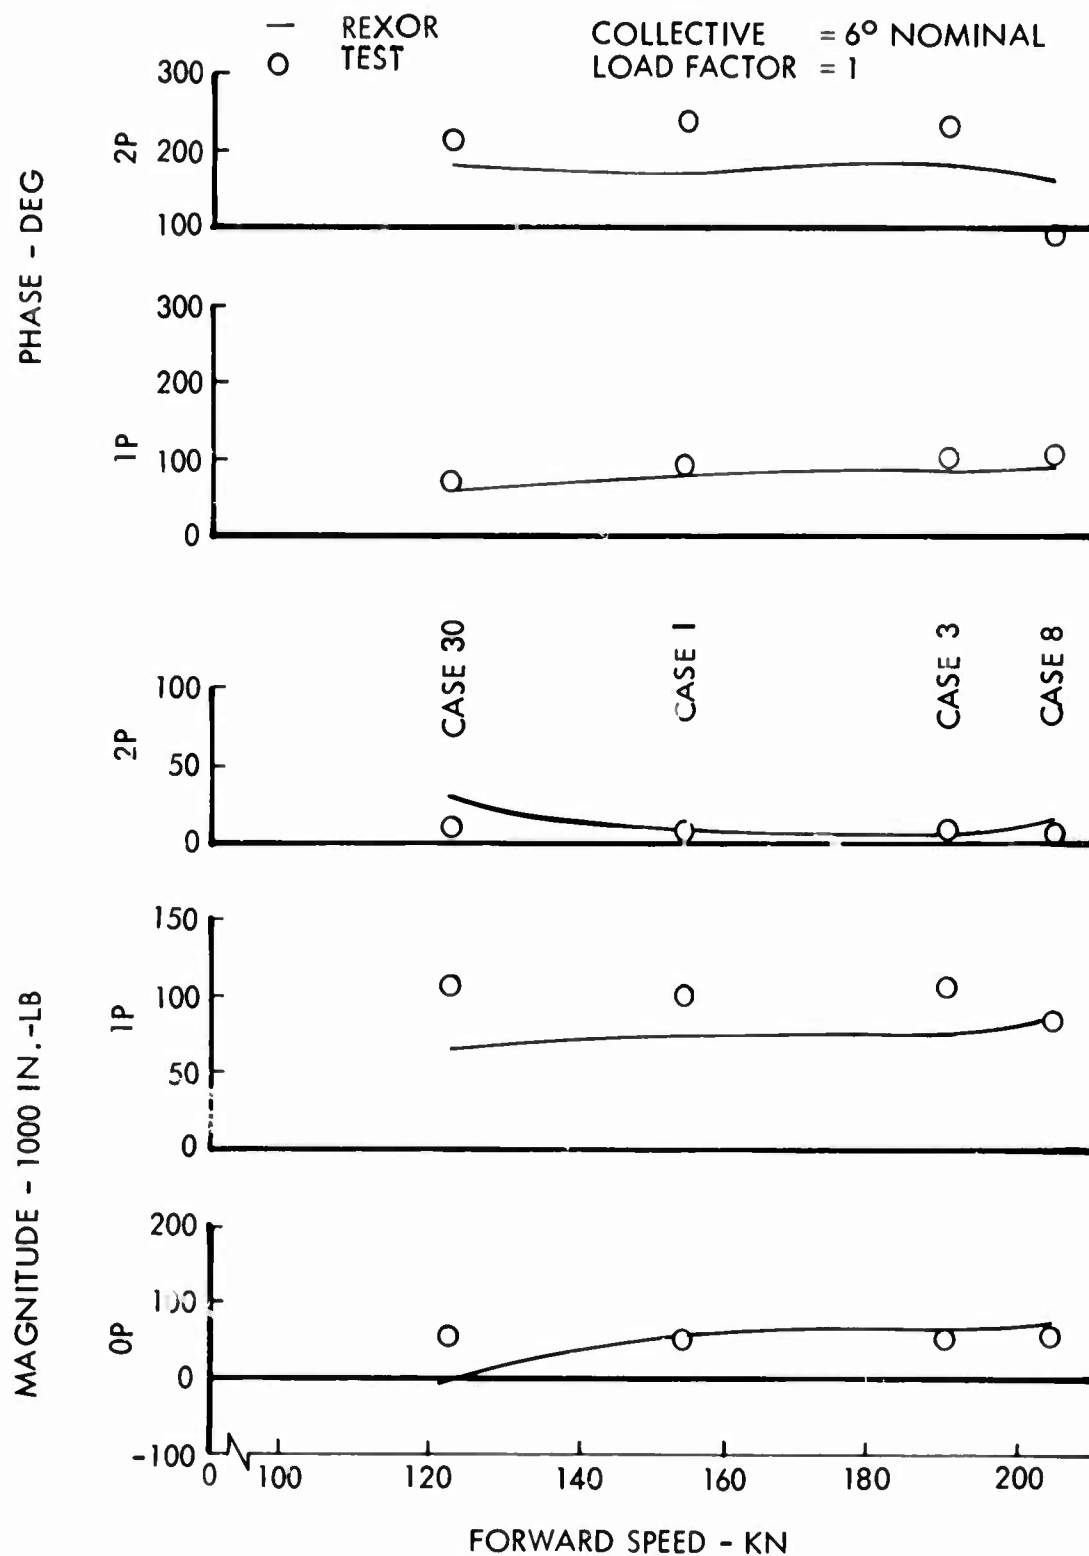 — REXOR
O TEST
COLLECTIVE = 6° NOMINAL
LOAD FACTOR = 1
PHASE - DEG
2P
300
200
100
1P
300
200
100
0
CASE 30
CASE 1
CASE 3
CASE 8
MAGNITUDE - 1000 IN.-LB
2P
100
50
0
1P
150
100
50
0
0P
200
100
0
-100
0 100 120 140 160 180 200
FORWARD SPEED - KN